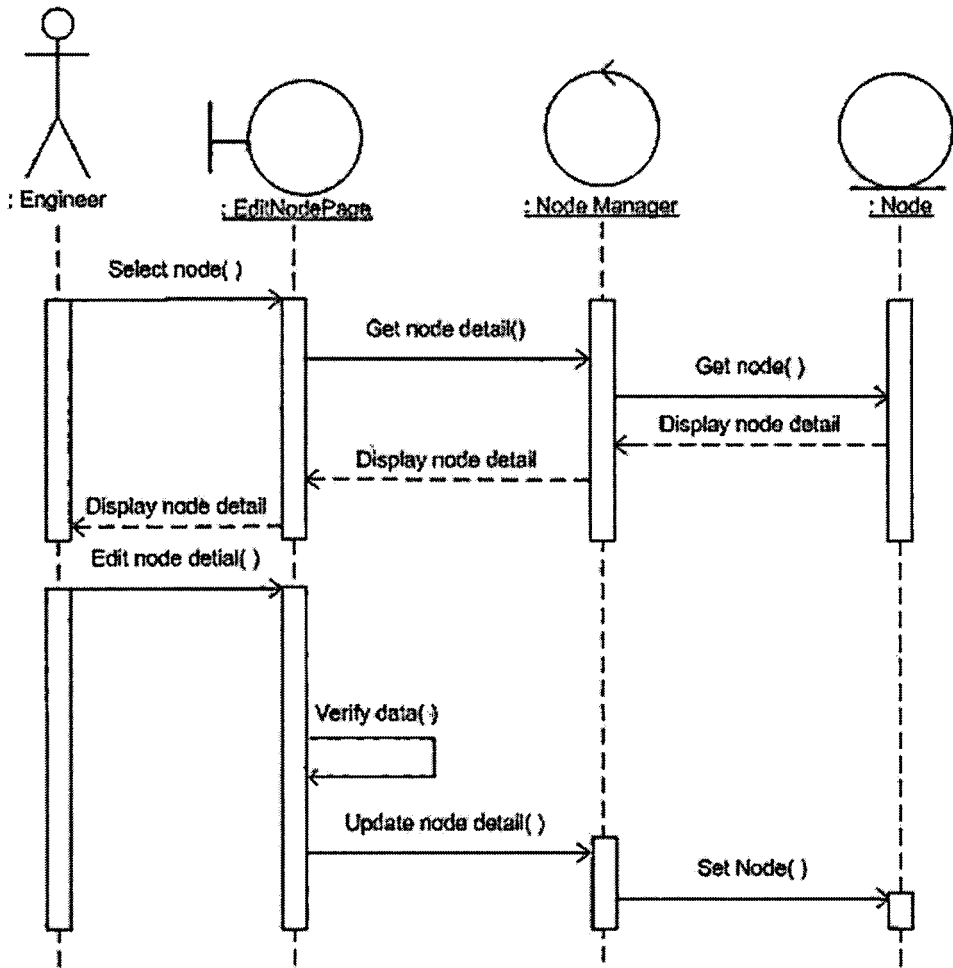 : Engineer
: EditNodePage
: Node Manager
: Node
Select node( )
Get node detail()
Get node( )
Display node detail
Display node detail
Display node detail
Edit node detial( )
Verify data( )
Update node detail( )
Set Node( )